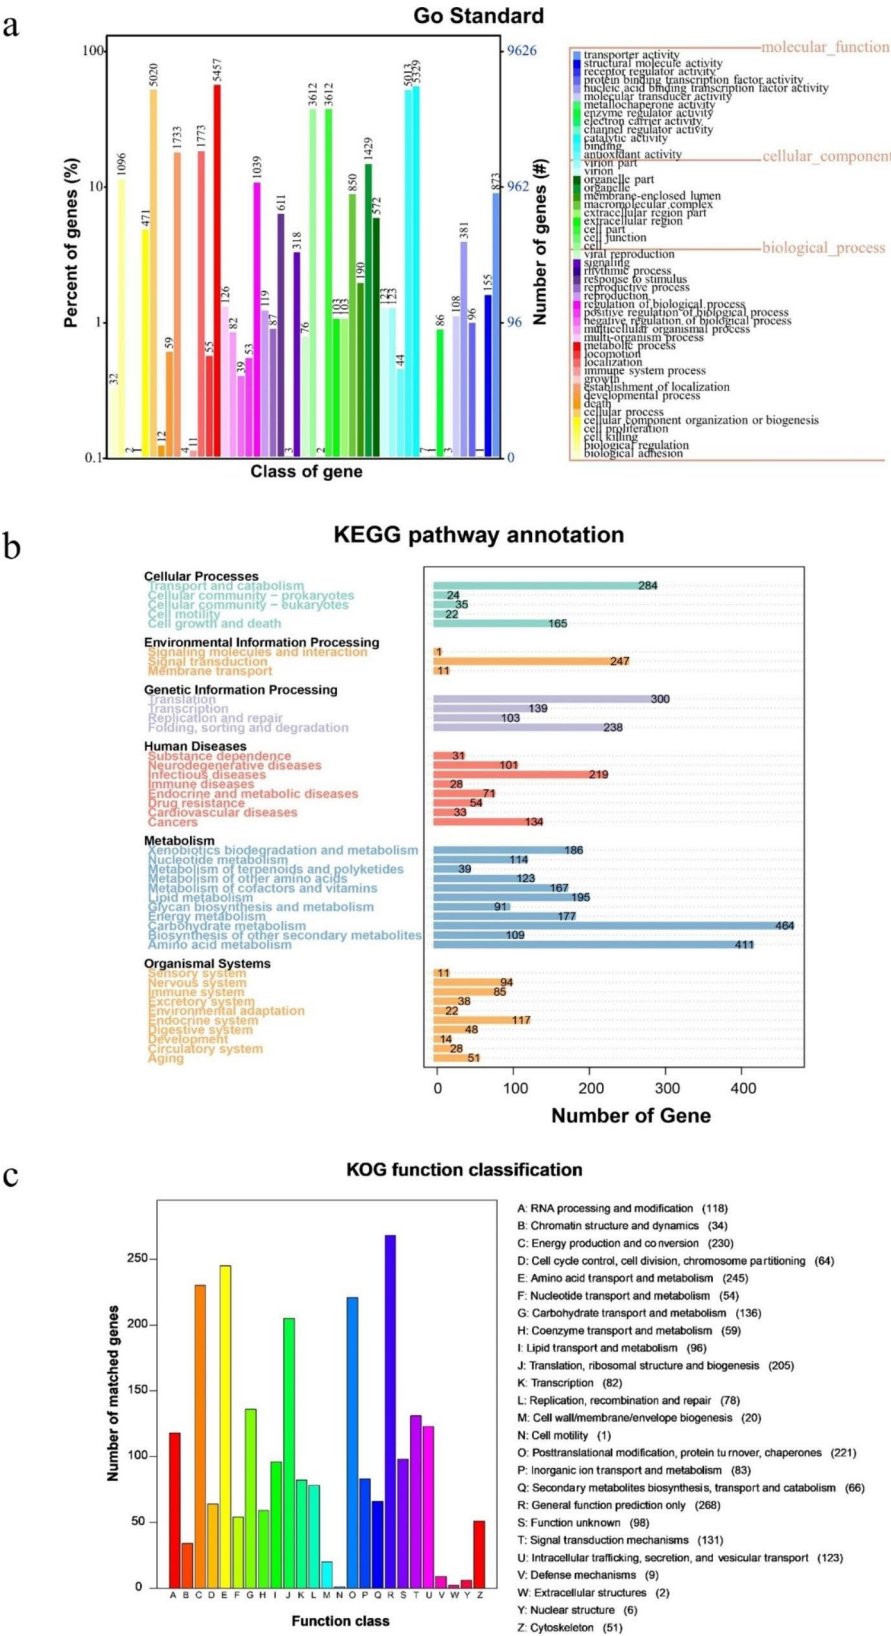 a
Go Standard
100
10
1
0.1
Percent of genes (%)
32
1096
2
1
471
5020
12
59
1733
4
11
1773
55
5457
126
82
39
53
1039
119
87
611
3
318
76
3612
2
3612
103
103
850
190
1429
572
123
123
44
5013
5329
7
1
86
3
108
381
96
1
155
873
9626
962
96
0
Number of genes (#)
Class of gene
molecular_function
transporter activity
structural molecule activity
receptor regulator activity
protein binding transcription factor activity
nucleic acid binding transcription factor activity
molecular transducer activity
metallochaperone activity
enzyme regulator activity
electron carrier activity
channel regulator activity
catalytic activity
binding
antioxidant activity
cellular_component
virion part
virion
organelle part
organelle
membrane-enclosed lumen
macromolecular complex
extracellular region part
extracellular region
cell part
cell junction
cell
biological_process
viral reproduction
signaling
rhythmic process
response to stimulus
reproductive process
reproduction
regulation of biological process
positive regulation of biological process
negative regulation of biological process
multicellular organismal process
multi-organism process
metabolic process
locomotion
localization
immune system process
growth
establishment of localization
developmental process
death
cellular process
cellular component organization or biogenesis
cell proliferation
cell killing
biological regulation
biological adhesion
b
KEGG pathway annotation
Cellular Processes
Transport and catabolism 284
Cellular community − prokaryotes 24
Cellular community − eukaryotes 35
Cell motility 22
Cell growth and death 165
Environmental Information Processing
Signaling molecules and interaction 1
Signal transduction 247
Membrane transport 11
Genetic Information Processing
Translation 300
Transcription 139
Replication and repair 103
Folding, sorting and degradation 238
Human Diseases
Substance dependence 31
Neurodegenerative diseases 101
Infectious diseases 219
Immune diseases 28
Endocrine and metabolic diseases 71
Drug resistance 54
Cardiovascular diseases 33
Cancers 134
Metabolism
Xenobiotics biodegradation and metabolism 186
Nucleotide metabolism 114
Metabolism of terpenoids and polyketides 39
Metabolism of other amino acids 123
Metabolism of cofactors and vitamins 167
Lipid metabolism 195
Glycan biosynthesis and metabolism 91
Energy metabolism 177
Carbohydrate metabolism 464
Biosynthesis of other secondary metabolites 109
Amino acid metabolism 411
Organismal Systems
Sensory system 11
Nervous system 94
Immune system 85
Excretory system 38
Environmental adaptation 22
Endocrine system 117
Digestive system 48
Development 14
Circulatory system 28
Aging 51
0 100 200 300 400
Number of Gene
c
KOG function classification
250
200
150
100
50
0
Number of matched genes
A B C D E F G H I J K L M N O P Q R S T U V W Y Z
Function class
A: RNA processing and modification (118)
B: Chromatin structure and dynamics (34)
C: Energy production and conversion (230)
D: Cell cycle control, cell division, chromosome partitioning (64)
E: Amino acid transport and metabolism (245)
F: Nucleotide transport and metabolism (54)
G: Carbohydrate transport and metabolism (136)
H: Coenzyme transport and metabolism (59)
I: Lipid transport and metabolism (96)
J: Translation, ribosomal structure and biogenesis (205)
K: Transcription (82)
L: Replication, recombination and repair (78)
M: Cell wall/membrane/envelope biogenesis (20)
N: Cell motility (1)
O: Posttranslational modification, protein turnover, chaperones (221)
P: Inorganic ion transport and metabolism (83)
Q: Secondary metabolites biosynthesis, transport and catabolism (66)
R: General function prediction only (268)
S: Function unknown (98)
T: Signal transduction mechanisms (131)
U: Intracellular trafficking, secretion, and vesicular transport (123)
V: Defense mechanisms (9)
W: Extracellular structures (2)
Y: Nuclear structure (6)
Z: Cytoskeleton (51)